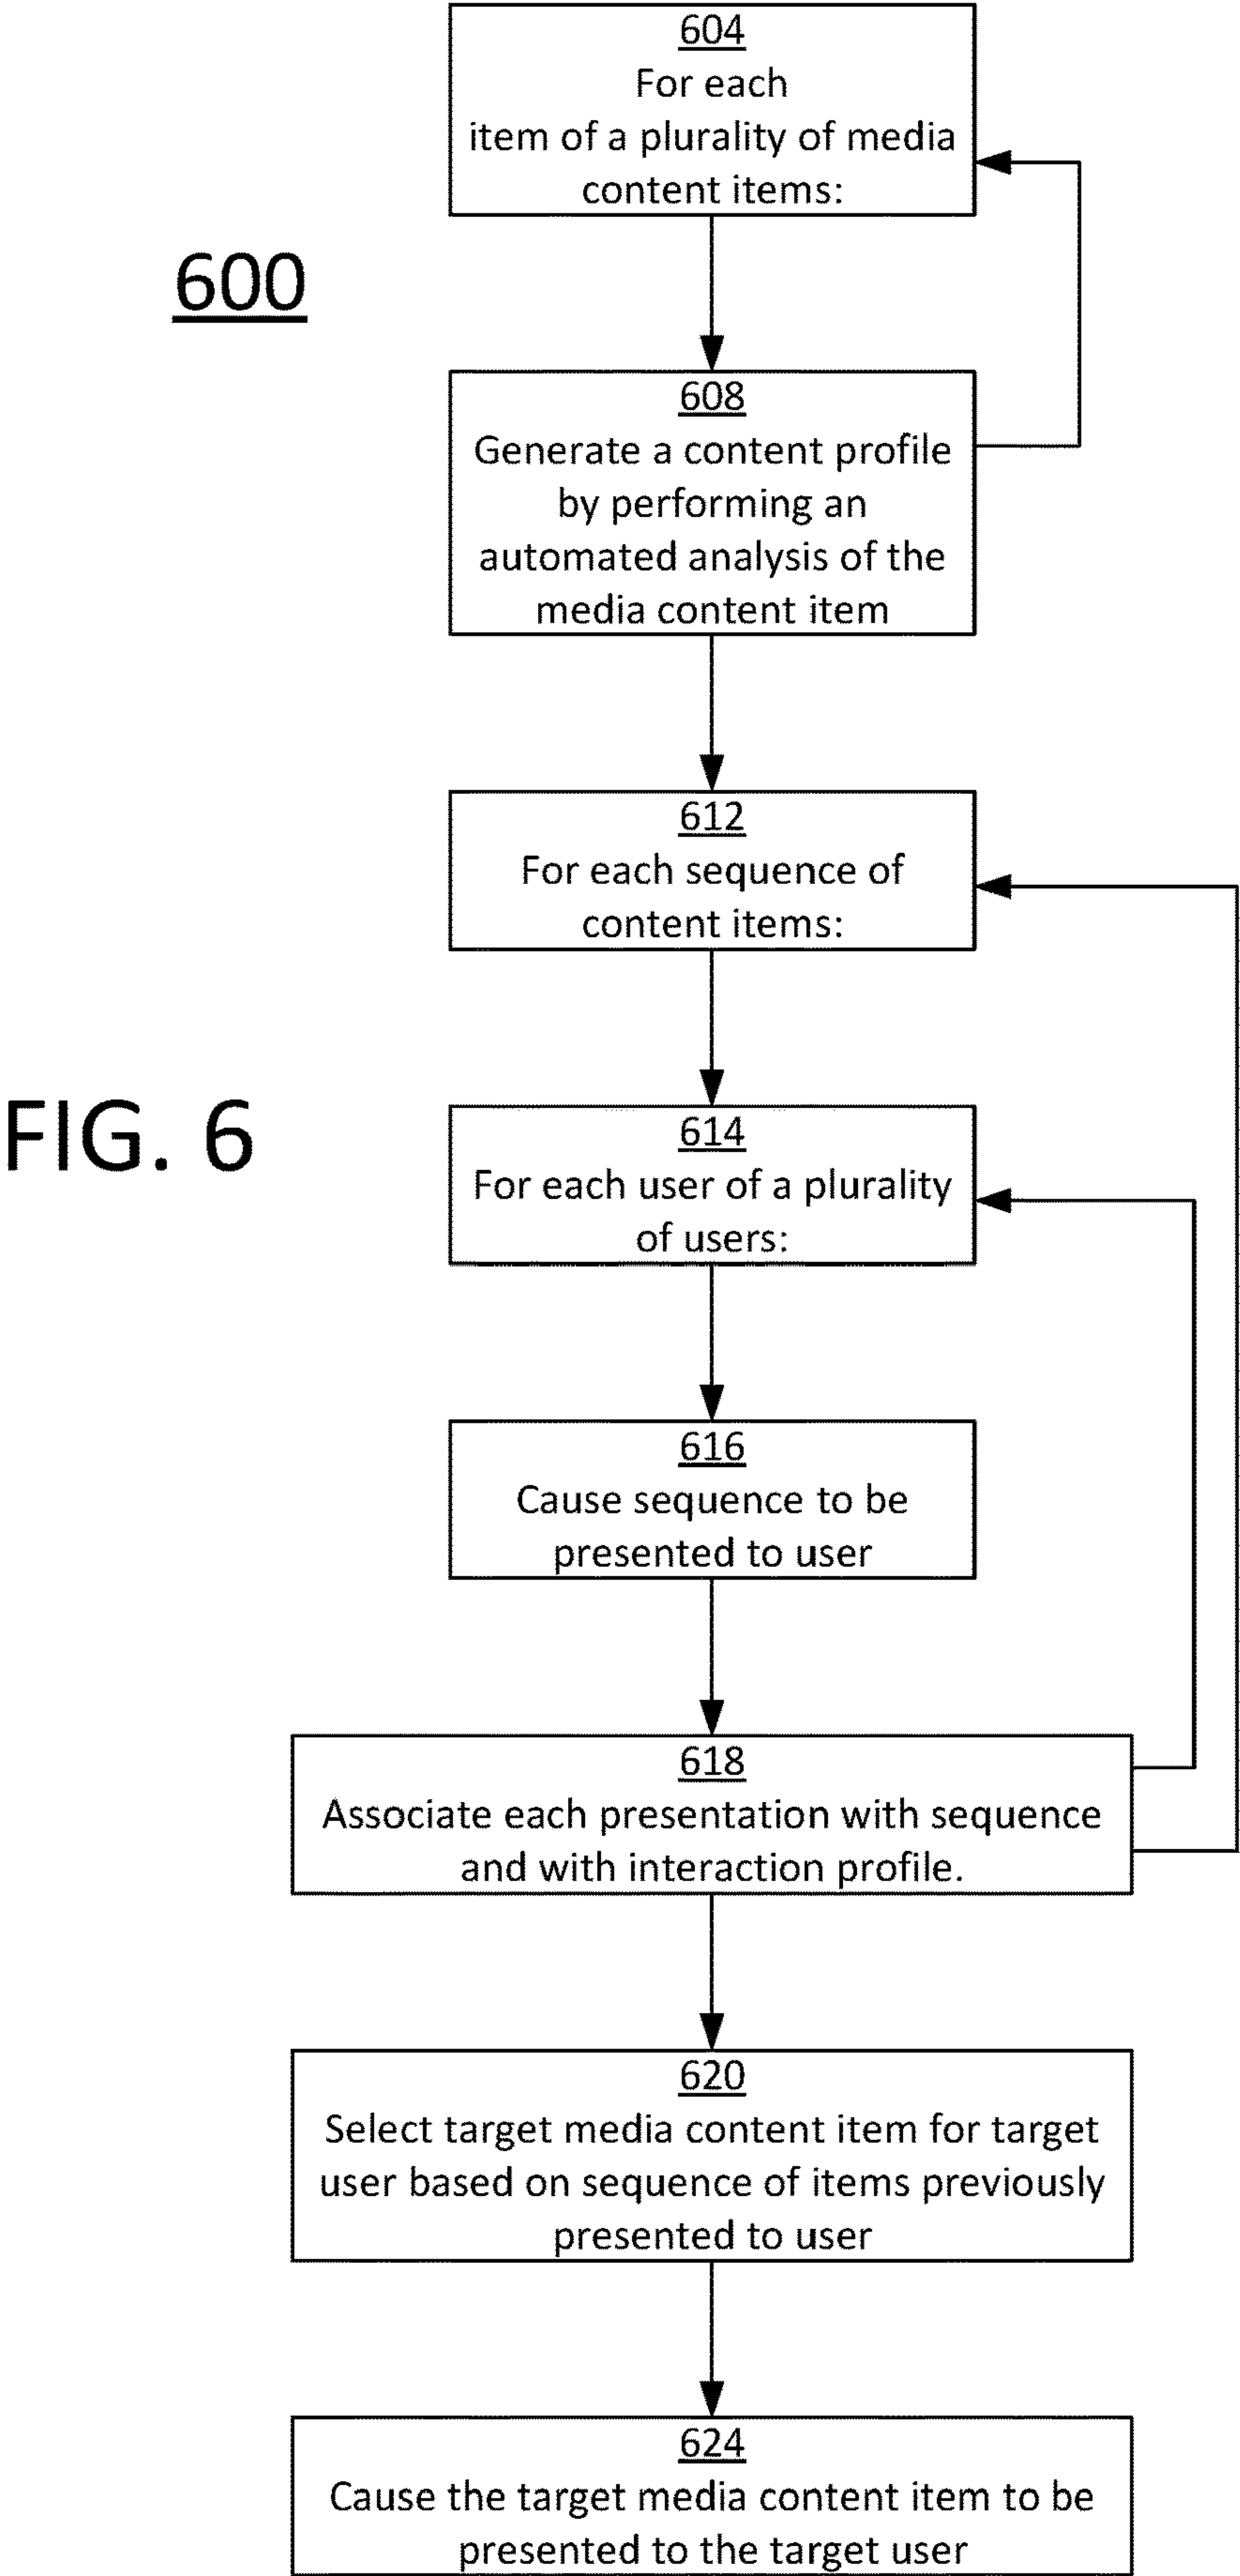 604
For each
item of a plurality of media
content items:
600
608
Generate a content profile
by performing an
automated analysis of the
media content item
612
For each sequence of
content items:
FIG. 6
614
For each user of a plurality
of users:
616
Cause sequence to be
presented to user
618
Associate each presentation with sequence
and with interaction profile.
620
Select target media content item for target
user based on sequence of items previously
presented to user
624
Cause the target media content item to be
presented to the target user